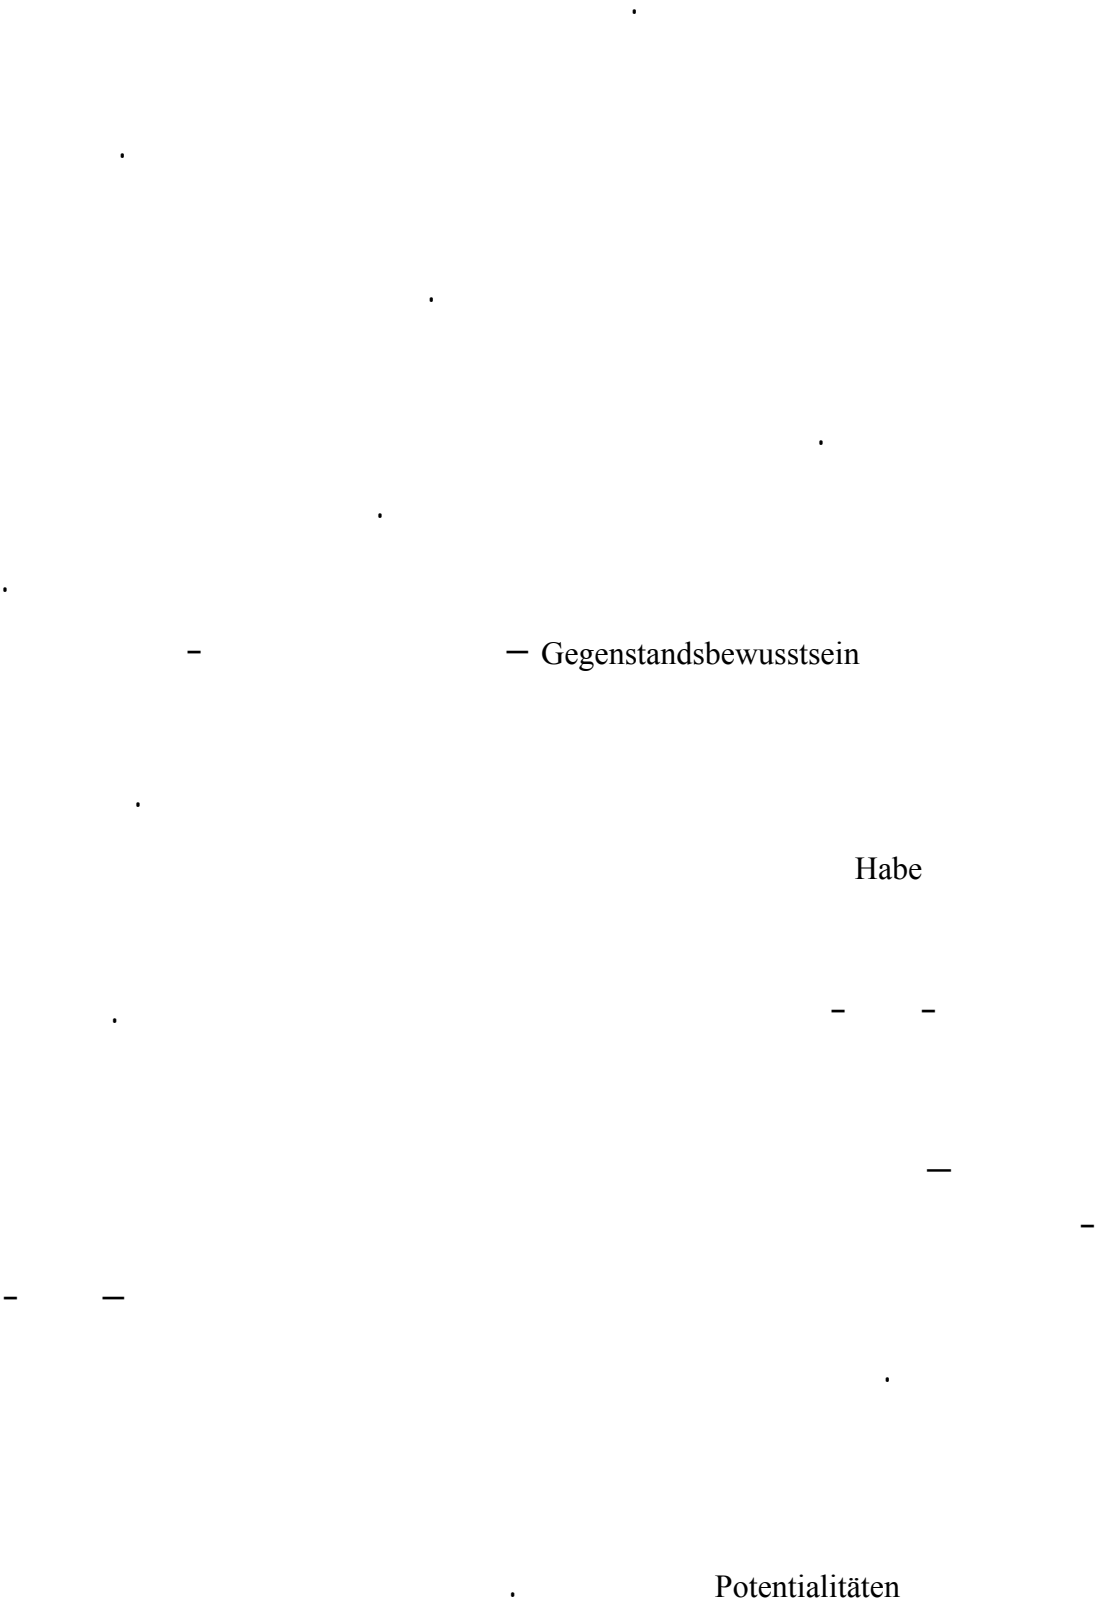 .
.
.
.
.
.
- — Gegenstandsbewusstsein
.
Habe
. - -
—
-
- —
.
. Potentialitäten